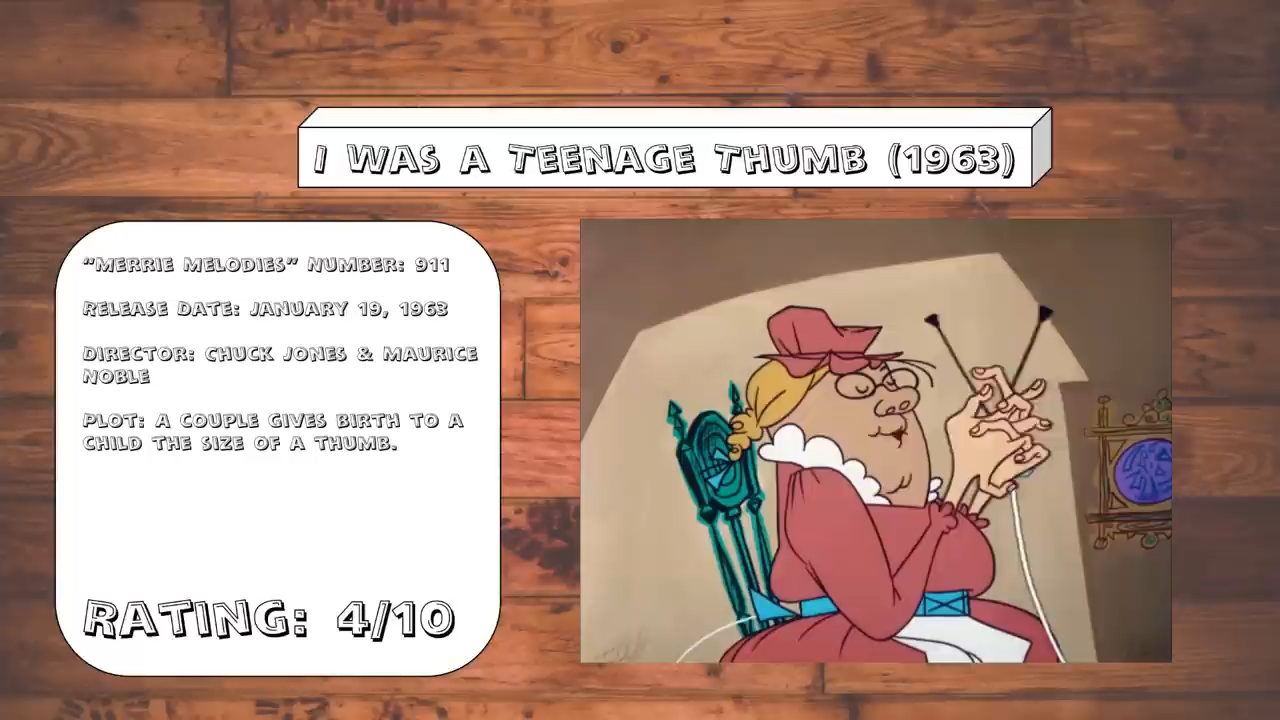 I WAS A TEENAGE THUMB (1963)
"MERRIE MELODIES" NUMBER: 911
RELEASE DATE: JANUARY 19, 1963
DIRECTOR: CHUCK JONES & MAURICE
NOBLE
PLOT: A COUPLE GIVES BIRTH TO A
CHILD THE SIZE OF A THUMB.
RATING: 4/10